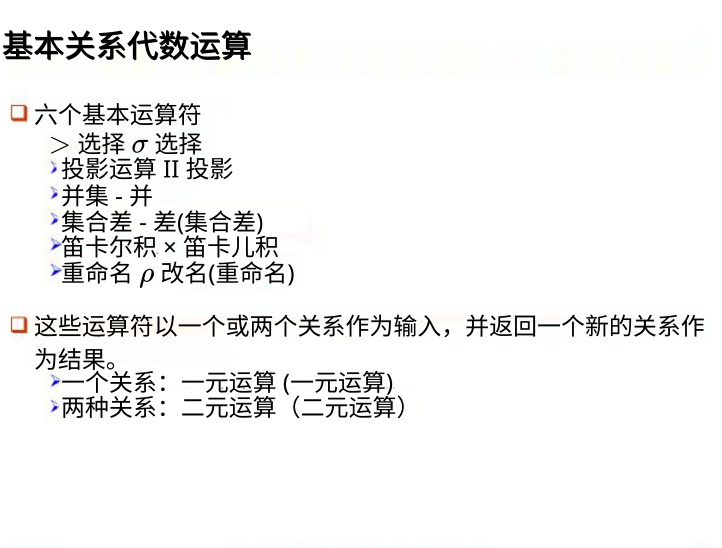 基本关系代数运算
六个基本运算符
> 选择 σ 选择
投影运算 II 投影
并集 - 并
集合差 - 差(集合差)
笛卡尔积 × 笛卡儿积
重命名 ρ 改名(重命名)
这些运算符以一个或两个关系作为输入，并返回一个新的关系作
为结果。
一个关系：一元运算 (一元运算)
两种关系：二元运算（二元运算）